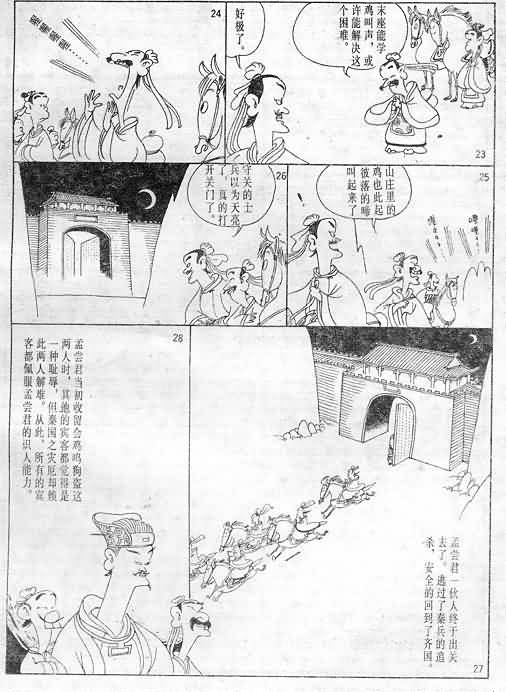 23
末座能学
鸡叫声，或
许能解决这
个困难。
好极了。
24
喔喔喔喔……
25
山庄里的
鸡也此起
彼落的啼
叫起来了
26
守关的士
兵以为天亮
了，真的打
开关门了。
27
孟尝君一伙人终于出关
去了。逃过了秦兵的追
杀，安全的回到了齐国。
28
孟尝君当初收留会鸡鸣狗盗这
两人时，其他的宾客都觉得是
一种耻辱，但秦国之灾厄却赖
此两人解难。从此，所有的宾
客都佩服孟尝君的识人能力。